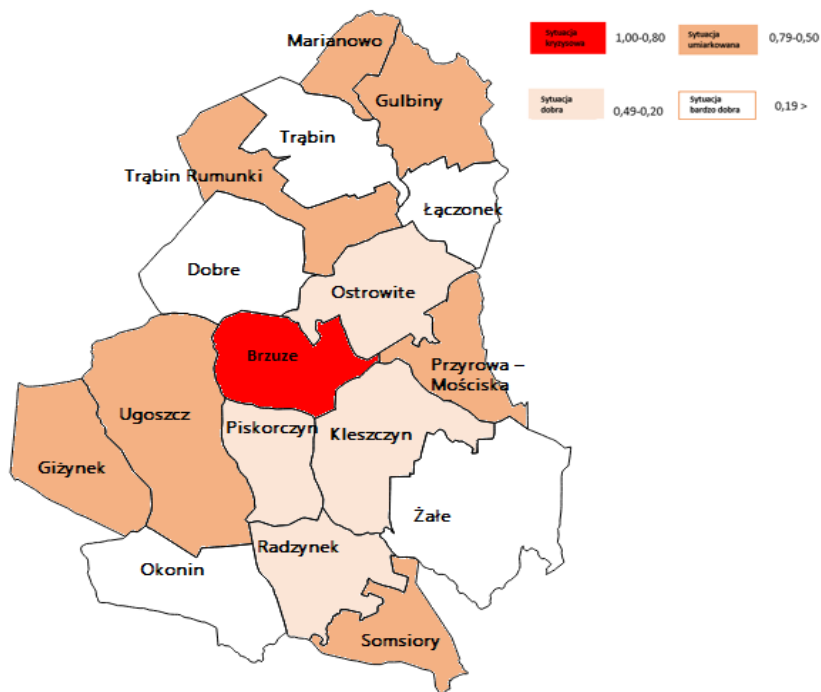 Marianowo
Sytuacja
kryzysowa
1,00-0,80
Sytuacja
umiarkowana
0,79-0,50
Gulbiny
Sytuacja
dobra
0,49-0,20
Sytuacja
bardzo dobra
0,19 >
Trąbin
Trąbin Rumunki
Łączonek
Dobre
Ostrowite
Brzuze
Przyrowa –
Mościska
Ugoszcz
Piskorczyn
Kleszczyn
Giżynek
Żałe
Radzynek
Okonin
Somsiory